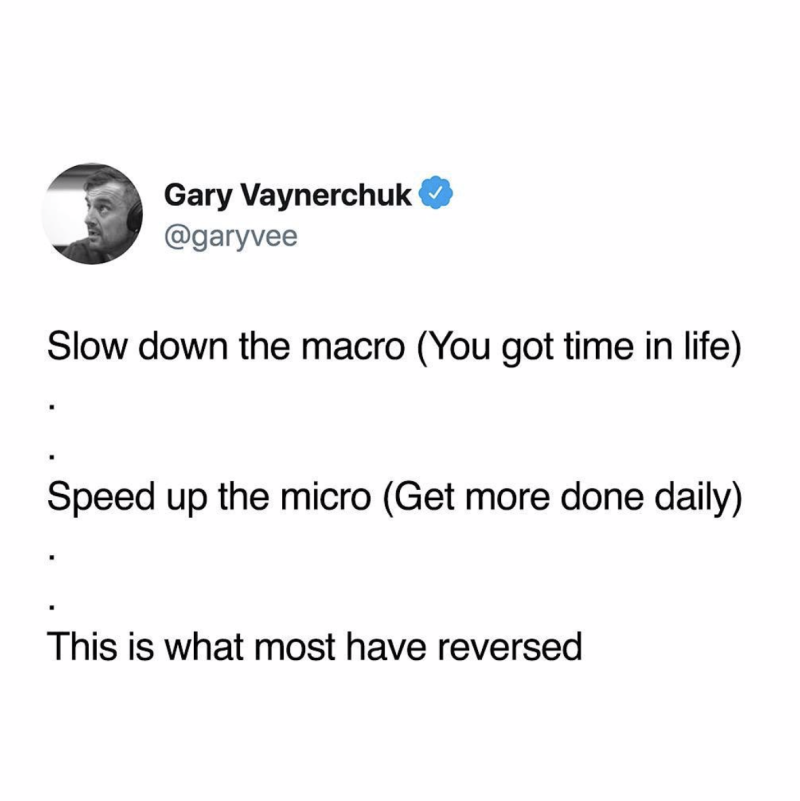 Gary Vaynerchuk
@garyvee
Slow down the macro (You got time in life)
.
.
Speed up the micro (Get more done daily)
.
.
This is what most have reversed